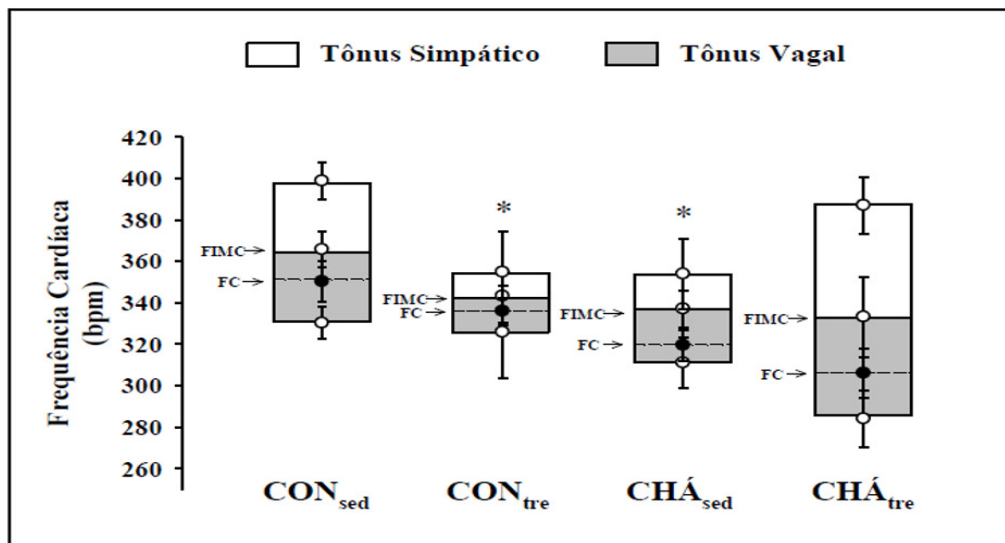 Tônus Simpático Tônus Vagal
Frequência Cardíaca
(bpm)
420
400
380
360
340
320
300
280
260
FIMC
FC
FIMC
FC
*
FIMC
FC
*
FIMC
FC
CONsed CONtre CHÁsed CHÁtre